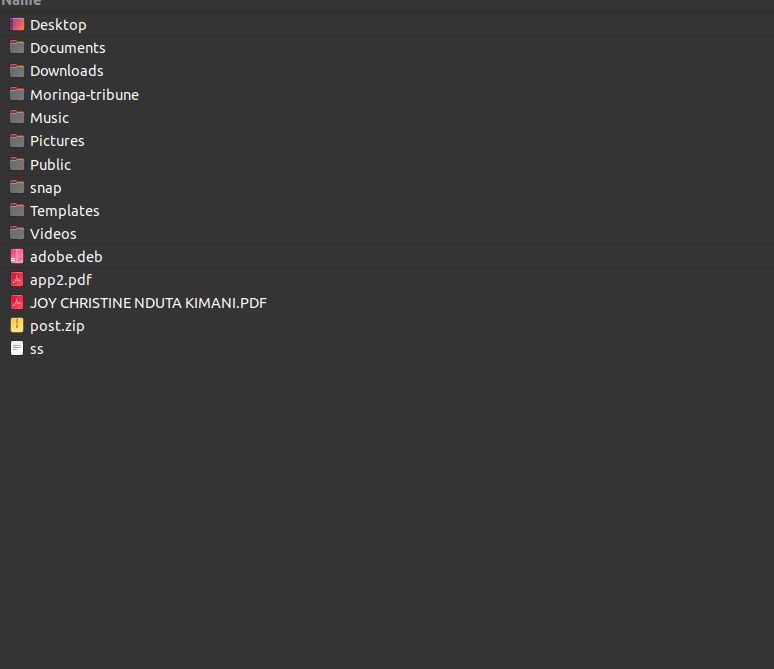 Name
Desktop
Documents
Downloads
Moringa-tribune
Music
Pictures
Public
snap
Templates
Videos
adobe.deb
app2.pdf
JOY CHRISTINE NDUTA KIMANI.PDF
post.zip
ss